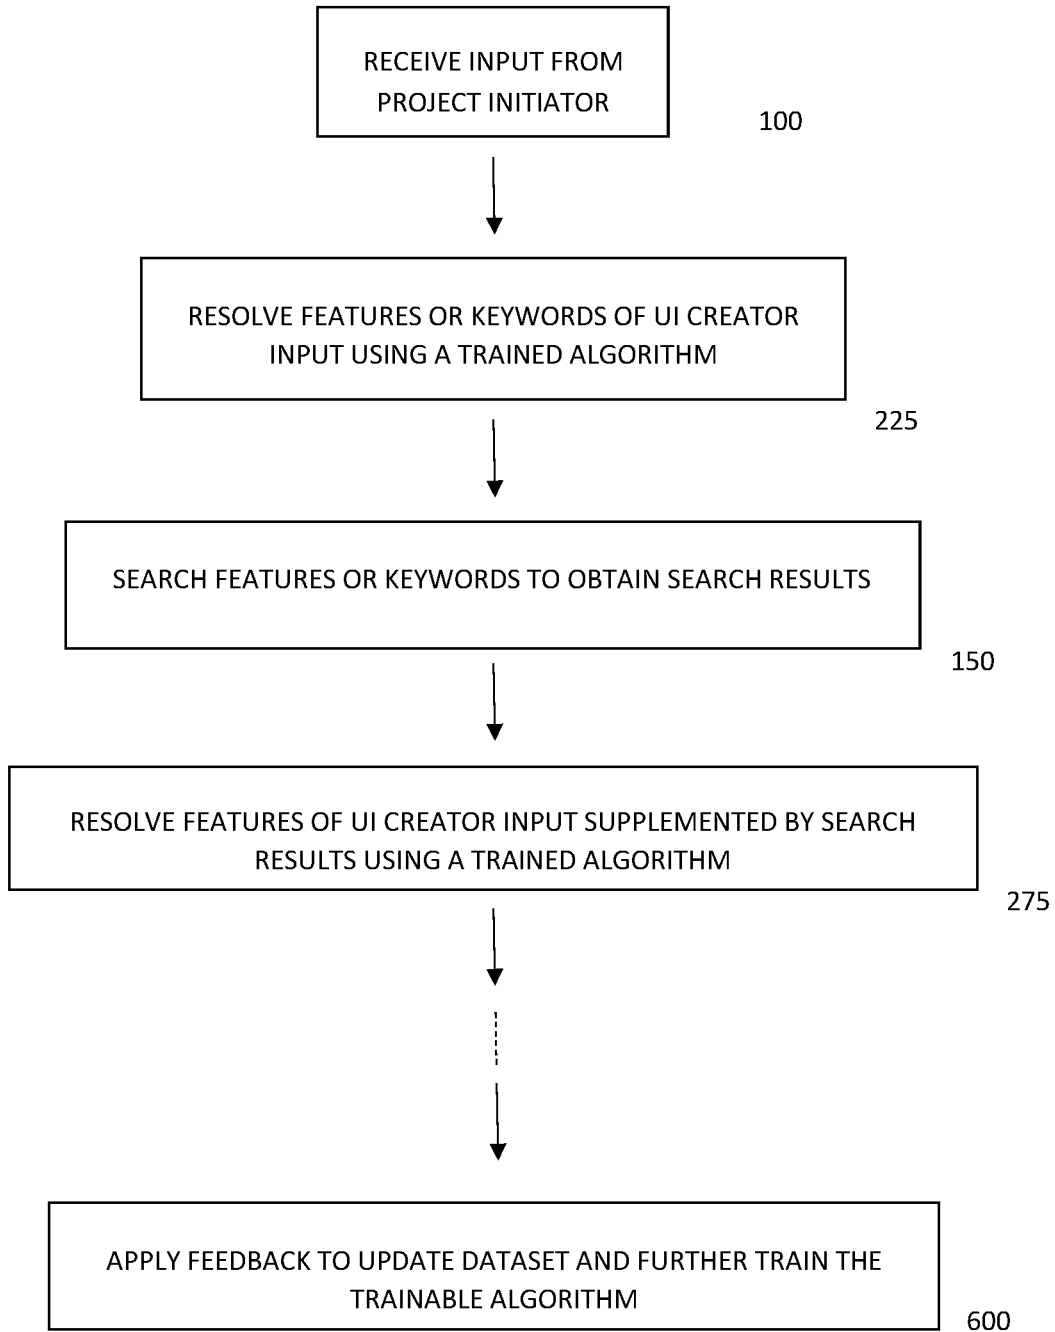 RECEIVE INPUT FROM
PROJECT INITIATOR
100
RESOLVE FEATURES OR KEYWORDS OF UI CREATOR
INPUT USING A TRAINED ALGORITHM
225
SEARCH FEATURES OR KEYWORDS TO OBTAIN SEARCH RESULTS
150
RESOLVE FEATURES OF UI CREATOR INPUT SUPPLEMENTED BY SEARCH
RESULTS USING A TRAINED ALGORITHM
275
APPLY FEEDBACK TO UPDATE DATASET AND FURTHER TRAIN THE
TRAINABLE ALGORITHM
600